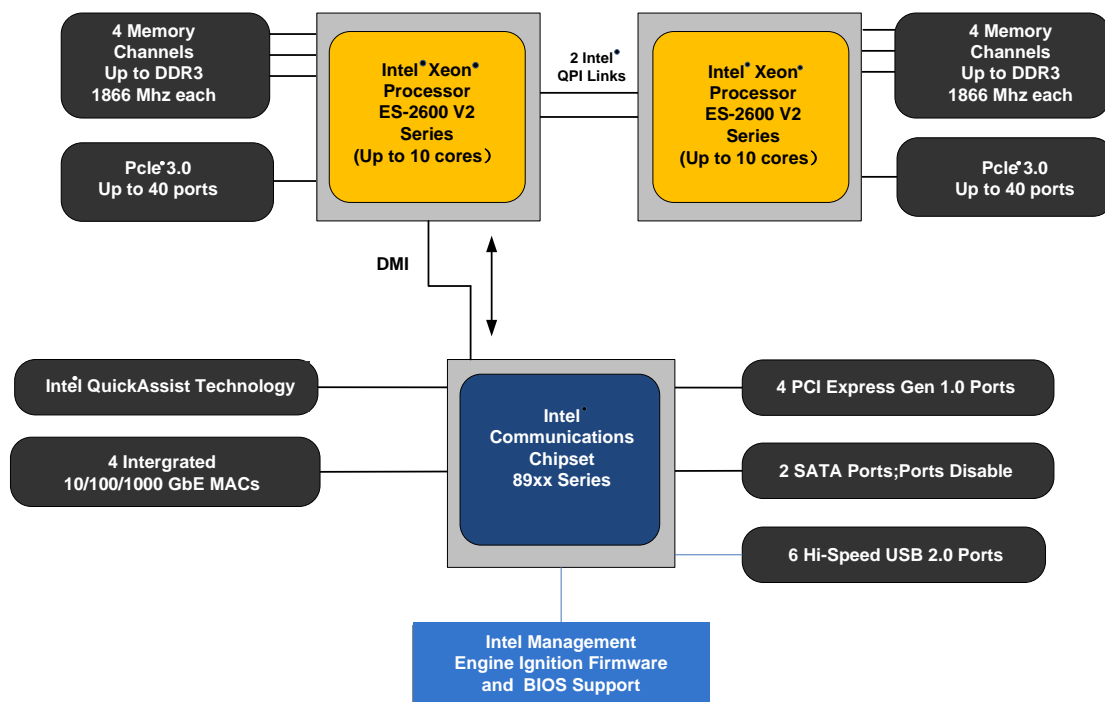 4 Memory
Channels
Up to DDR3
1866 Mhz each
Intel• Xeon•
Processor
ES-2600 V2
Series
(Up to 10 cores）
2 Intel•
QPI Links
Intel• Xeon•
Processor
ES-2600 V2
Series
(Up to 10 cores）
4 Memory
Channels
Up to DDR3
1866 Mhz each
PcIe•3.0
Up to 40 ports
PcIe•3.0
Up to 40 ports
DMI
Intel• QuickAssist Technology
4 Intergrated
10/100/1000 GbE MACs
Intel•
Communications
Chipset
89xx Series
4 PCI Express Gen 1.0 Ports
2 SATA Ports;Ports Disable
6 Hi-Speed USB 2.0 Ports
Intel Management
Engine Ignition Firmware
and BIOS Support